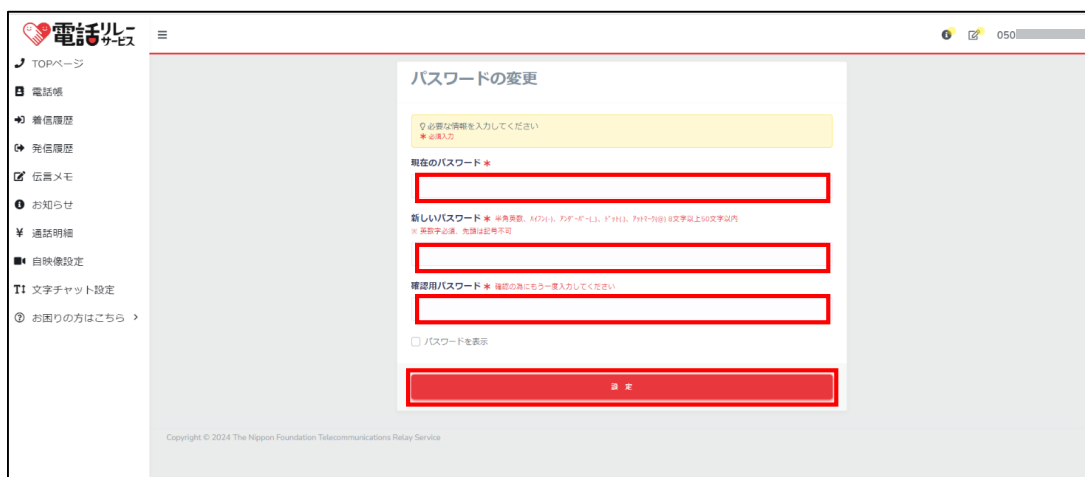 電話リレーサービス
050
TOPページ
電話帳
着信履歴
発信履歴
伝言メモ
お知らせ
通話明細
自映像設定
文字チャット設定
お困りの方はこちら
パスワードの変更
必要な情報を入力してください
* 必須入力
現在のパスワード *
新しいパスワード * 半角英数、ハイフン(-)、アンダーバー(_)、ドット(.)、アットマーク(@) 8文字以上50文字以内
※ 英数字必須、先頭は記号不可
確認用パスワード * 確認の為にもう一度入力してください
パスワードを表示
設 定
Copyright © 2024 The Nippon Foundation Telecommunications Relay Service